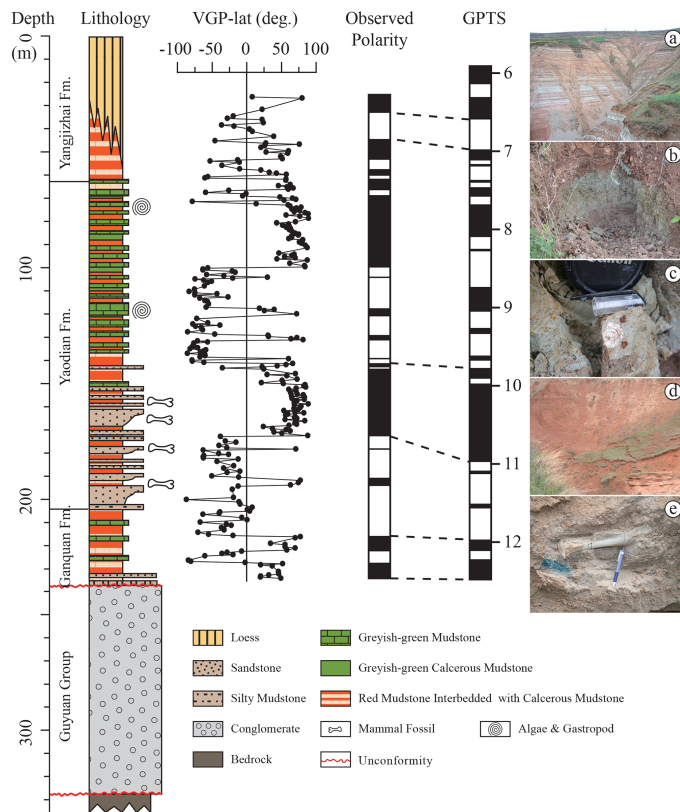 Depth
(m)
Lithology
VGP-lat (deg.)
-100 -50 0 50 100
Observed
Polarity
GPTS
0
100
200
300
Yangjizhai Fm.
Yaodian Fm.
Ganquan Fm.
Guyuan Group
6
7
8
9
10
11
12
a
b
c
d
e
Canon
Loess
Sandstone
Silty Mudstone
Conglomerate
Bedrock
Greyish-green Mudstone
Greyish-green Calcerous Mudstone
Red Mudstone Interbedded with Calcerous Mudstone
Mammal Fossil
Algae & Gastropod
Unconformity